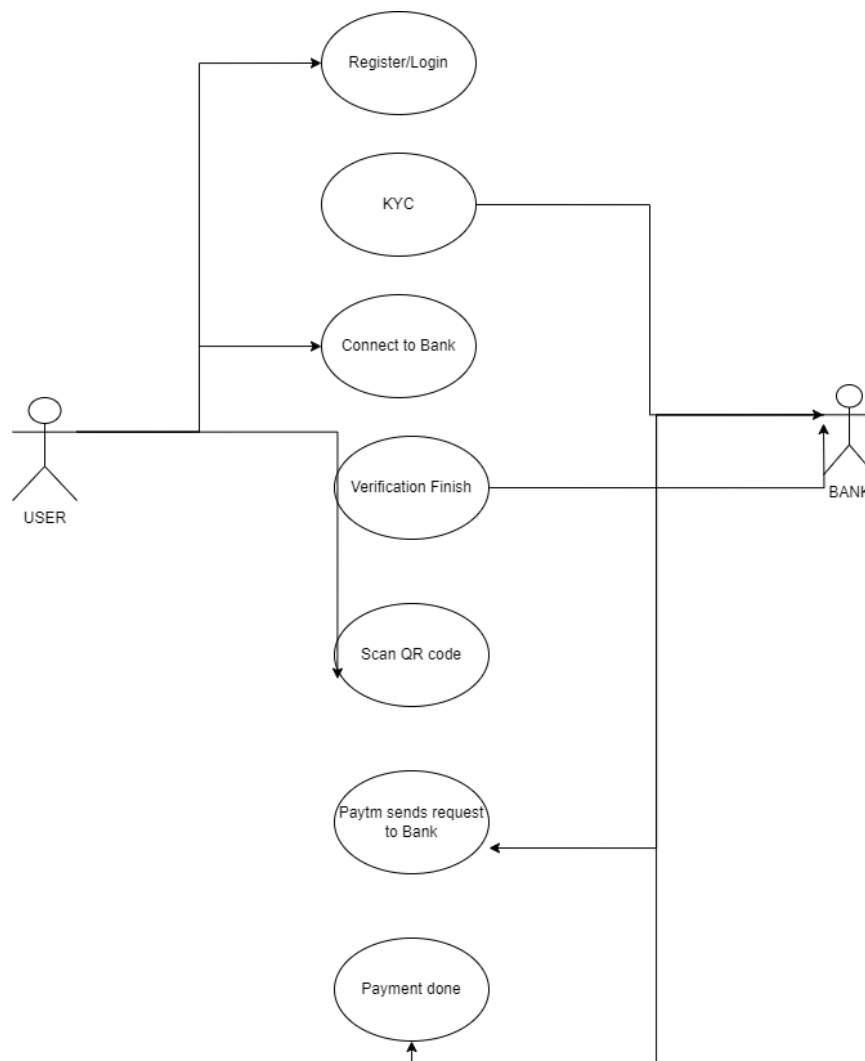 Register/Login
KYC
Connect to Bank
USER
Verification Finish
BANK
Scan QR code
Paytm sends request
to Bank
Payment done